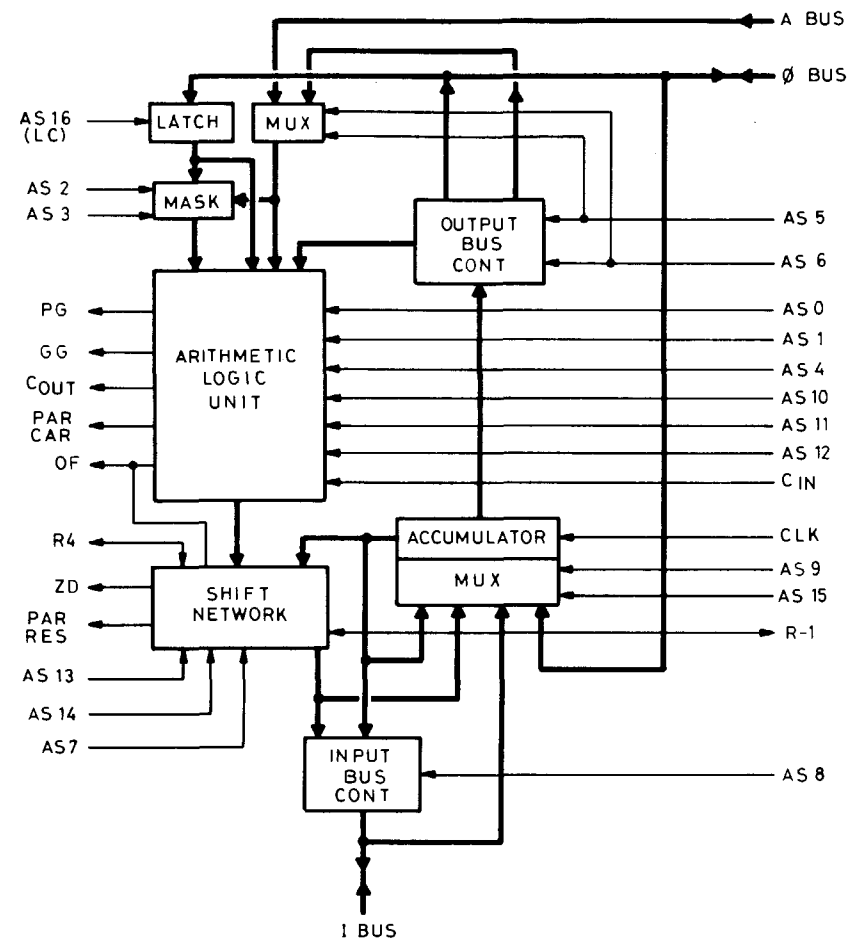 A BUS
Ø BUS
LATCH
MUX
AS16
(LC)
AS 2
AS 3
MASK
OUTPUT
BUS
CONT
AS 5
AS 6
PG
GG
COUT
PAR
CAR
OF
ARITHMETIC
LOGIC
UNIT
AS 0
AS 1
AS 4
AS 10
AS 11
AS 12
C IN
R4
ZD
PAR
RES
SHIFT
NETWORK
ACCUMULATOR
MUX
CLK
AS 9
AS 15
R-1
AS 13
AS 14
AS7
INPUT
BUS
CONT
AS 8
I BUS